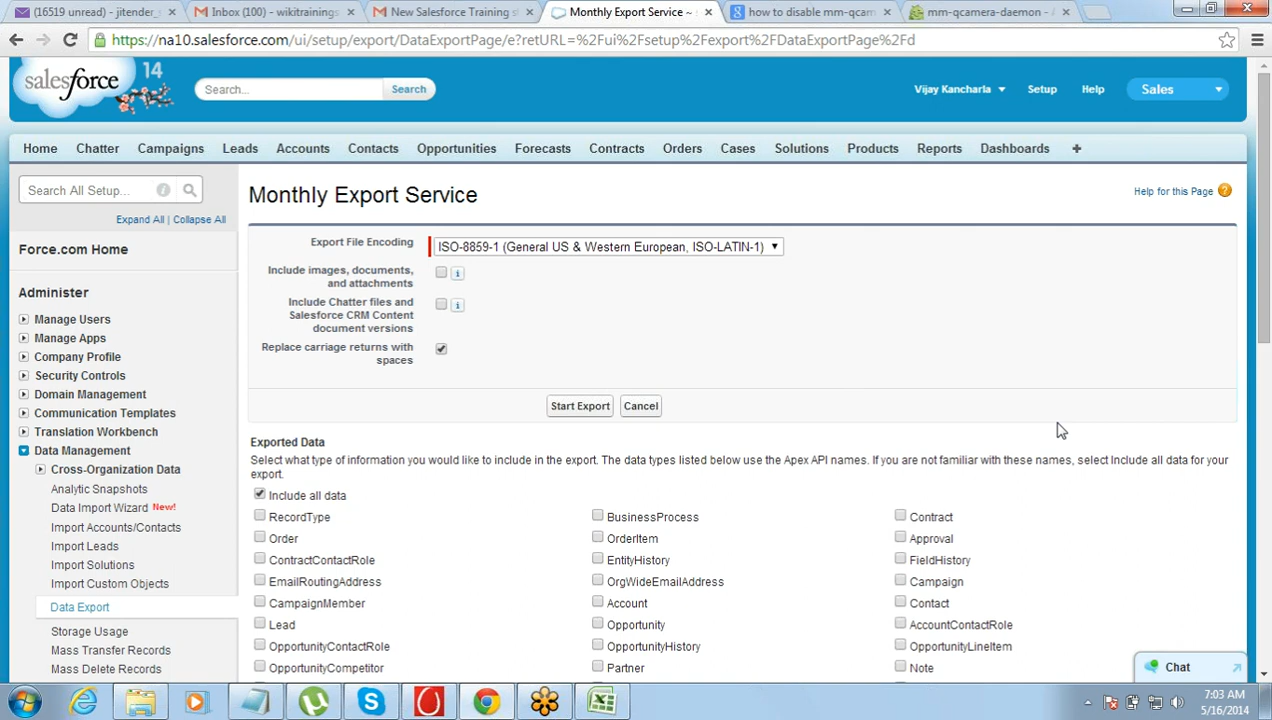 (16519 unread) - jitender_
Inbox (100) - wikitrainings
New Salesforce Training s
Monthly Export Service ~
how to disable mm-qcam
mm-qcamera-daemon - A
https://na10.salesforce.com/ui/setup/export/DataExportPage/e?retURL=%2Fui%2Fsetup%2Fexport%2FDataExportPage%2Fd
salesforce 14
Search...
Search
Vijay Kancharla
Setup
Help
Sales
Home
Chatter
Campaigns
Leads
Accounts
Contacts
Opportunities
Forecasts
Contracts
Orders
Cases
Solutions
Products
Reports
Dashboards
+
Search All Setup...
Expand All | Collapse All
Force.com Home
Administer
Manage Users
Manage Apps
Company Profile
Security Controls
Domain Management
Communication Templates
Translation Workbench
Data Management
Cross-Organization Data
Analytic Snapshots
Data Import Wizard New!
Import Accounts/Contacts
Import Leads
Import Solutions
Import Custom Objects
Data Export
Storage Usage
Mass Transfer Records
Mass Delete Records
Monthly Export Service
Help for this Page ?
Export File Encoding
ISO-8859-1 (General US & Western European, ISO-LATIN-1)
Include images, documents,
and attachments
i
Include Chatter files and
Salesforce CRM Content
document versions
i
Replace carriage returns with
spaces
Start Export
Cancel
Exported Data
Select what type of information you would like to include in the export. The data types listed below use the Apex API names. If you are not familiar with these names, select Include all data for your
export.
Include all data
RecordType
BusinessProcess
Contract
Order
OrderItem
Approval
ContractContactRole
EntityHistory
FieldHistory
EmailRoutingAddress
OrgWideEmailAddress
Campaign
CampaignMember
Account
Contact
Lead
Opportunity
AccountContactRole
OpportunityContactRole
OpportunityHistory
OpportunityLineItem
OpportunityCompetitor
Partner
Note
Chat
7:03 AM
5/16/2014